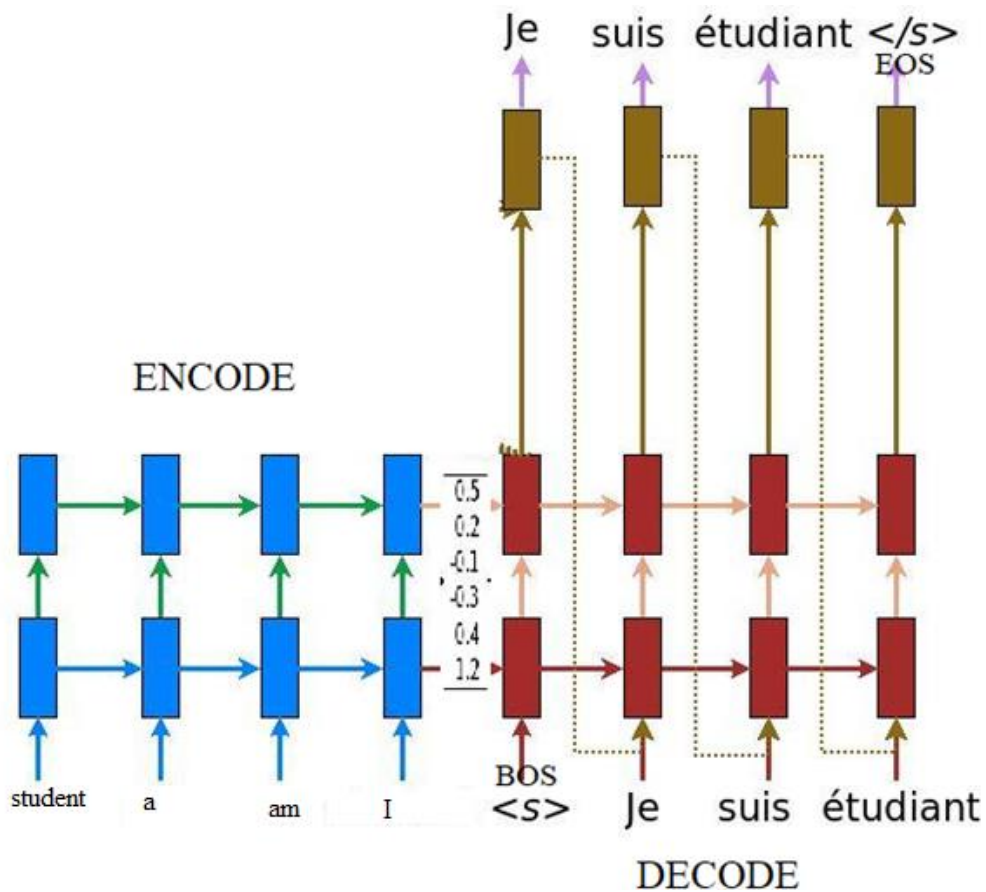 Je suis étudiant </s>
EOS
ENCODE
0.5
0.2
-0.1
-0.3
0.4
1.2
student a am I
BOS
<s> Je suis étudiant
DECODE